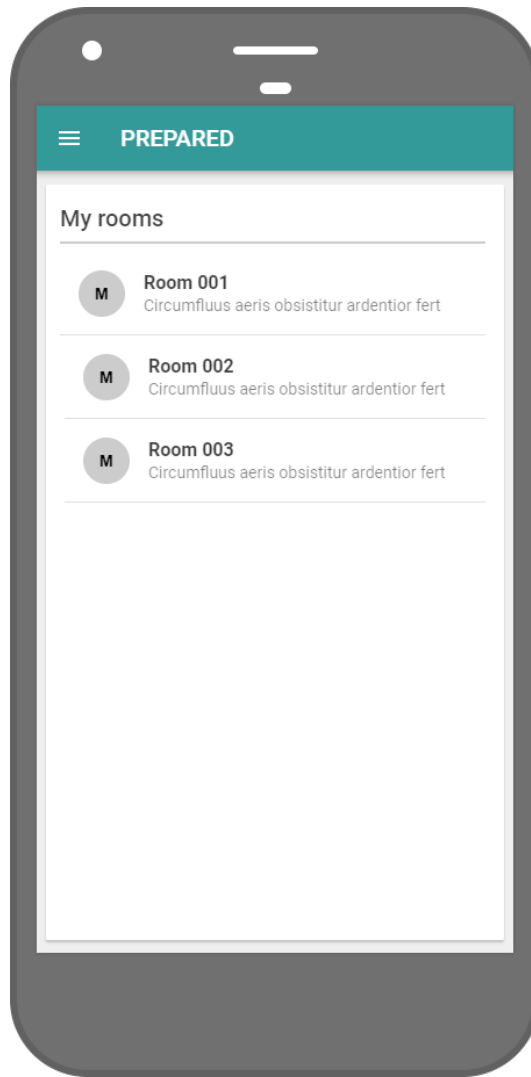 PREPARED
My rooms
M
Room 001
Circumfluus aeris obsistitur ardentior fert
M
Room 002
Circumfluus aeris obsistitur ardentior fert
M
Room 003
Circumfluus aeris obsistitur ardentior fert